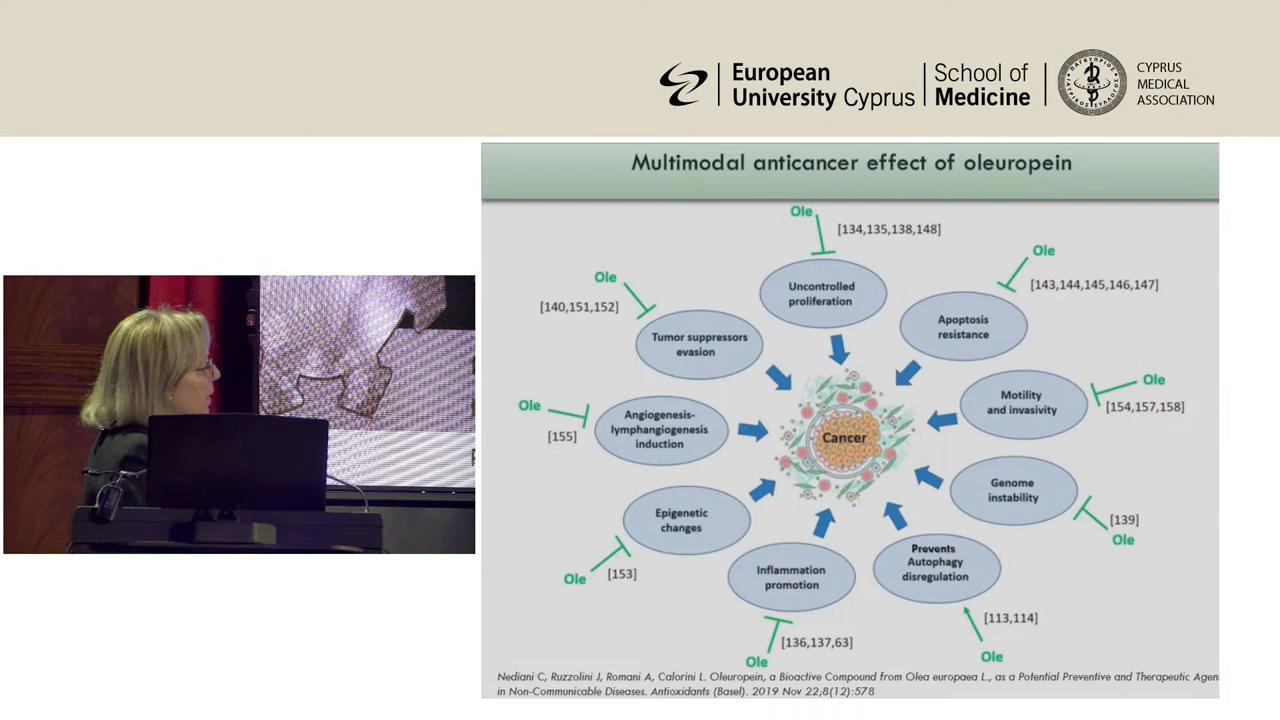 European
University Cyprus
School of
Medicine
CYPRUS
MEDICAL
ASSOCIATION
Multimodal anticancer effect of oleuropein
Ole
[134,135,138,148]
Uncontrolled
proliferation
Ole
[143,144,145,146,147]
Apoptosis
resistance
Ole
[140,151,152]
Tumor suppressors
evasion
Ole
[154,157,158]
Motility
and invasivity
Ole
[155]
Angiogenesis-
lymphangiogenesis
induction
Cancer
Genome
instability
[139]
Ole
Epigenetic
changes
Ole
[153]
Inflammation
promotion
[136,137,63]
Ole
Prevents
Autophagy
disregulation
[113,114]
Ole
Nediani C, Ruzzolini J, Romani A, Calorini L. Oleuropein, a Bioactive Compound from Olea europaea L., as a Potential Preventive and Therapeutic Agen
in Non-Communicable Diseases. Antioxidants (Basel). 2019 Nov 22;8(12):578